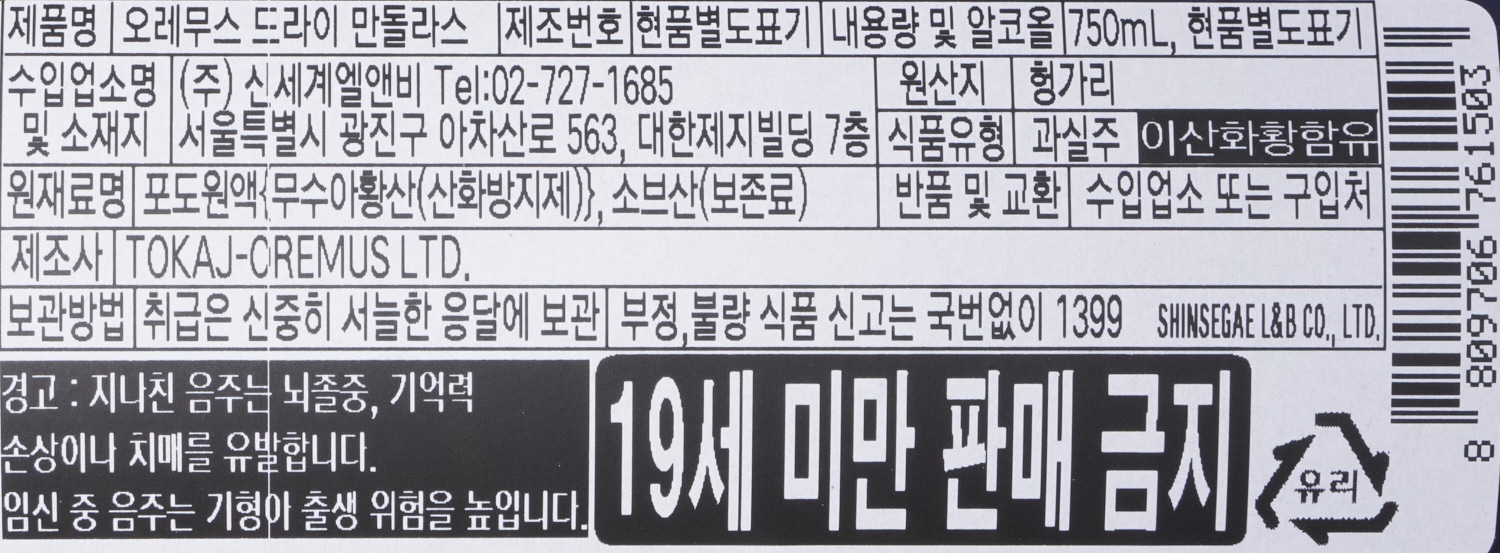 제품명 오레무스 드라이 만돌라스 제조번호 현품별도표기 내용량 및 알코올 750mL, 현품별도표기
수입업소명 및 소재지 (주) 신세계엘앤비 Tel:02-727-1685
서울특별시 광진구 아차산로 563, 대한제지빌딩 7층
원산지 헝가리
식품유형 과실주 이산화황함유
원재료명 포도원액{무수아황산(산화방지제)}, 소브산(보존료) 반품 및 교환 수입업소 또는 구입처
제조사 TOKAJ-OREMUS LTD.
보관방법 취급은 신중히 서늘한 응달에 보관 부정,불량 식품 신고는 국번없이 1399 SHINSEGAE L&B CO., LTD.
경고 : 지나친 음주는 뇌졸중, 기억력
손상이나 치매를 유발합니다.
임신 중 음주는 기형아 출생 위험을 높입니다.
19세 미만 판매 금지
유리
8 809706 761503